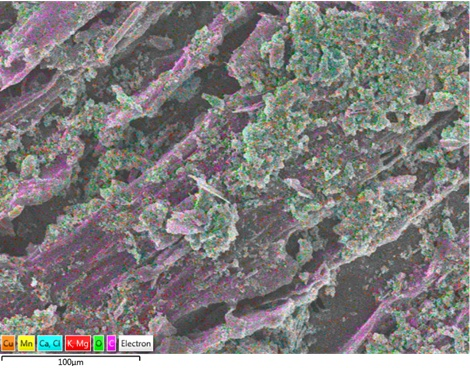 Cu Mn Ca, Cl K, Mg O C Electron
100µm